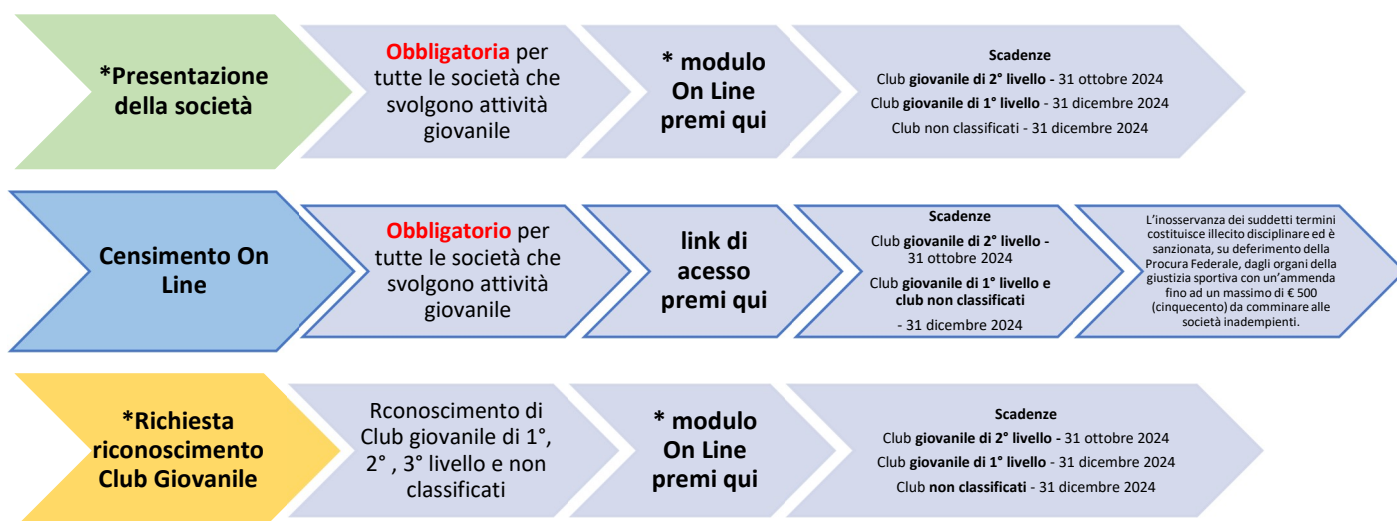 *Presentazione
della società
Obbligatoria per
tutte le società che
svolgono attività
giovanile
* modulo
On Line
premi qui
Scadenze
Club giovanile di 2° livello - 31 ottobre 2024
Club giovanile di 1° livello - 31 dicembre 2024
Club non classificati - 31 dicembre 2024
Censimento On
Line
Obbligatorio per
tutte le società che
svolgono attività
giovanile
link di
acesso
premi qui
Scadenze
Club giovanile di 2° livello -
31 ottobre 2024
Club giovanile di 1° livello e
club non classificati
- 31 dicembre 2024
L'inosservanza dei suddetti termini
costituisce illecito disciplinare ed è
sanzionata, su deferimento della
Procura Federale, dagli organi della
giustizia sportiva con un'ammenda
fino ad un massimo di € 500
(cinquecento) da comminare alle
società inadempienti.
*Richiesta
riconoscimento
Club Giovanile
Rconoscimento di
Club giovanile di 1°,
2° , 3° livello e non
classificati
* modulo
On Line
premi qui
Scadenze
Club giovanile di 2° livello - 31 ottobre 2024
Club giovanile di 1° livello - 31 dicembre 2024
Club non classificati - 31 dicembre 2024